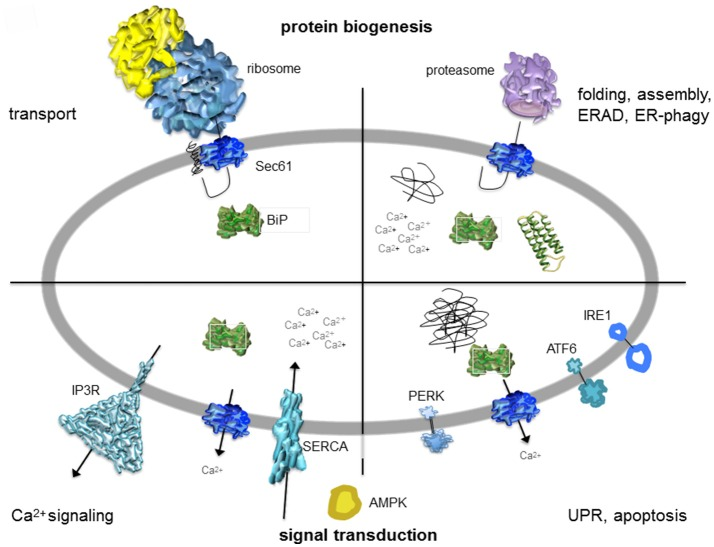 protein biogenesis
ribosome
proteasome
transport
folding, assembly,
ERAD, ER-phagy
Sec61
BiP
Ca2+
Ca2+ Ca2+
Ca2+
Ca2+ Ca2+
Ca2+
Ca2+ Ca2+
Ca2+
Ca2+ Ca2+
IRE1
ATF6
IP3R
PERK
SERCA
Ca2+
Ca2+
AMPK
Ca2+ signaling
UPR, apoptosis
signal transduction